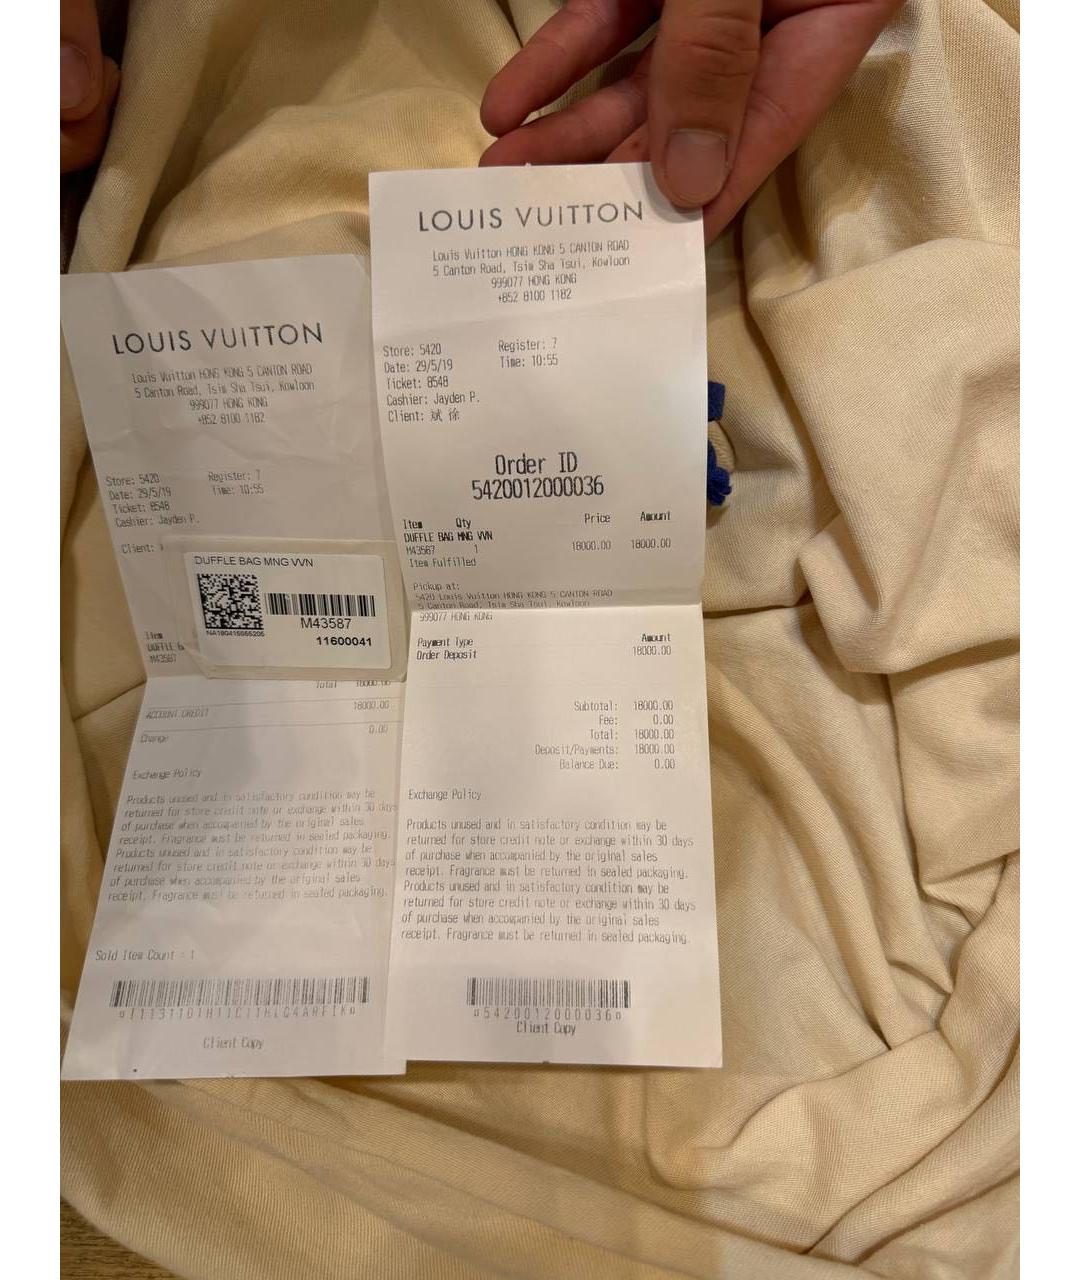 LOUIS VUITTON
Louis Vuitton HONG KONG 5 CANTON ROAD
5 Canton Road, Tsim Sha Tsui, Kowloon
999077 HONG KONG
+852 8100 1182
Store: 5420 Register: 7
Date: 29/5/19 Time: 10:55
Ticket: 8548
Cashier: Jayden P.
Client:
DUFFLE BAG MNG VVN
M43587
11600041
Item
DUFFLE B
M43587
Total 18000.00
ACCOUNT CREDIT 18000.00
Change 0.00
Exchange Policy
Products unused and in satisfactory condition may be
returned for store credit note or exchange within 30 days
of purchase when accompanied by the original sales
receipt. Fragrance must be returned in sealed packaging.
Products unused and in satisfactory condition may be
returned for store credit note or exchange within 30 days
of purchase when accompanied by the original sales
receipt. Fragrance must be returned in sealed packaging.
Sold Item Count : 1
Client Copy
LOUIS VUITTON
Louis Vuitton HONG KONG 5 CANTON ROAD
5 Canton Road, Tsim Sha Tsui, Kowloon
999077 HONG KONG
+852 8100 1182
Store: 5420 Register: 7
Date: 29/5/19 Time: 10:55
Ticket: 8548
Cashier: Jayden P.
Client: 斌 徐
Order ID
5420012000036
Item Qty Price Amount
DUFFLE BAG MNG VVN
M43587 1 18000.00 18000.00
Item Fulfilled
Pickup at:
5420 Louis Vuitton HONG KONG 5 CANTON ROAD
5 Canton Road, Tsim Sha Tsui, Kowloon
999077 HONG KONG
Payment Type Amount
Order Deposit 18000.00
Subtotal: 18000.00
Fee: 0.00
Total: 18000.00
Deposit/Payments: 18000.00
Balance Due: 0.00
Exchange Policy
Products unused and in satisfactory condition may be
returned for store credit note or exchange within 30 days
of purchase when accompanied by the original sales
receipt. Fragrance must be returned in sealed packaging.
Products unused and in satisfactory condition may be
returned for store credit note or exchange within 30 days
of purchase when accompanied by the original sales
receipt. Fragrance must be returned in sealed packaging.
¤5420012000036¤
Client Copy